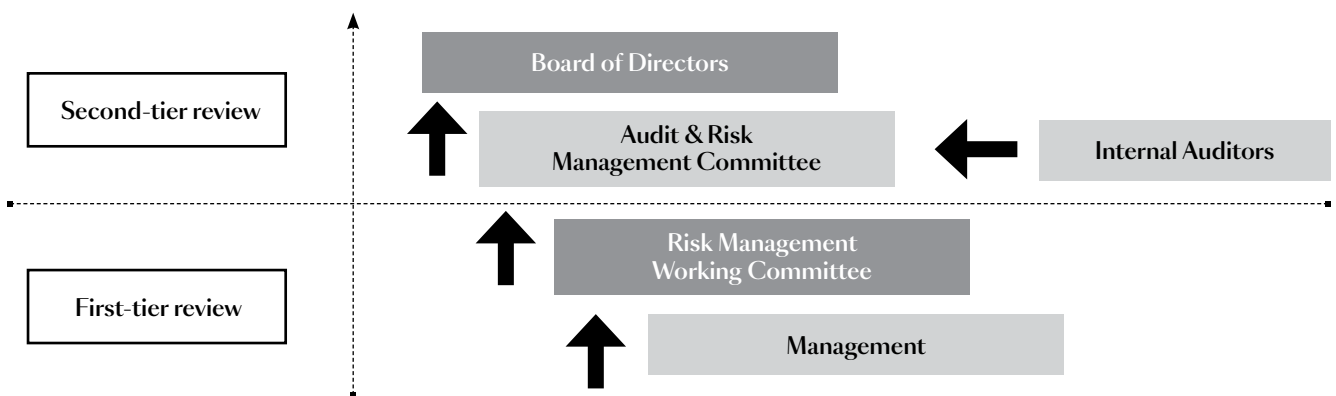 Board of Directors
Second-tier review
Audit & Risk
Management Committee
Internal Auditors
Risk Management
Working Committee
First-tier review
Management